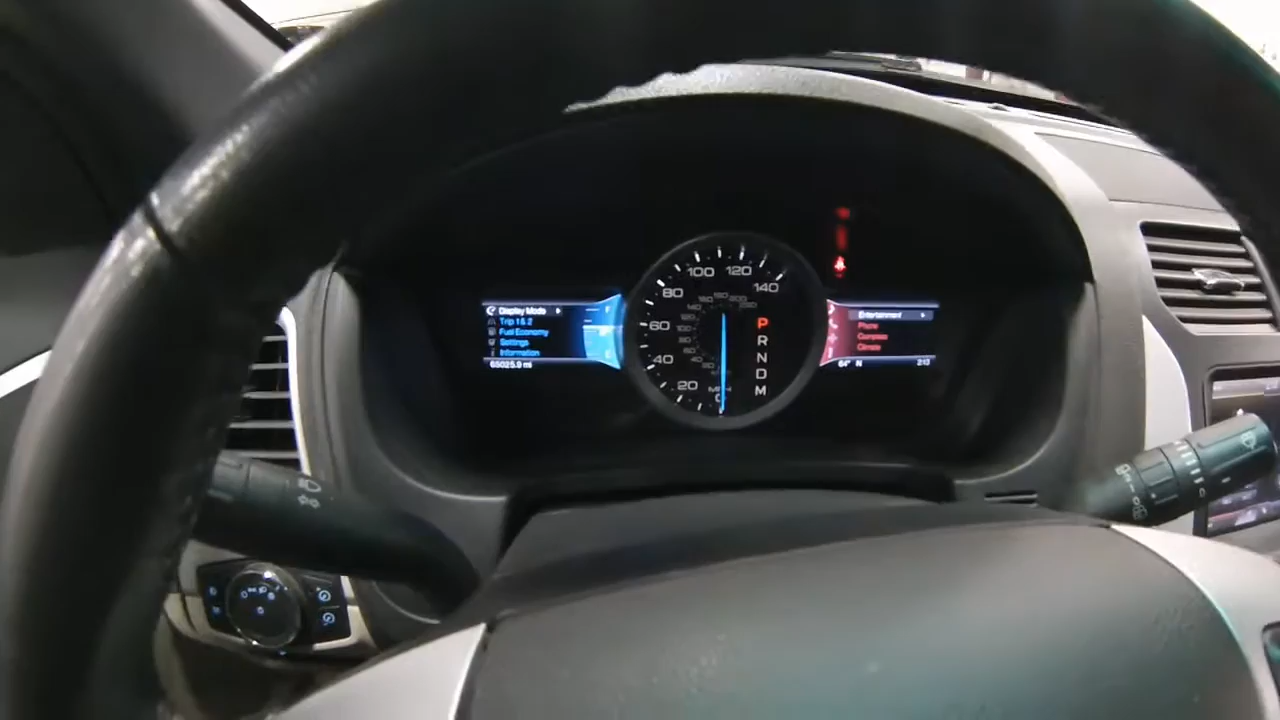 Display Mode
Trip 1 & 2
Fuel Economy
Settings
Information
65025.9 mi
20
40
60
80
100
120
140
P
R
N
D
M
Entertainment
Phone
Compass
Climate
64° N